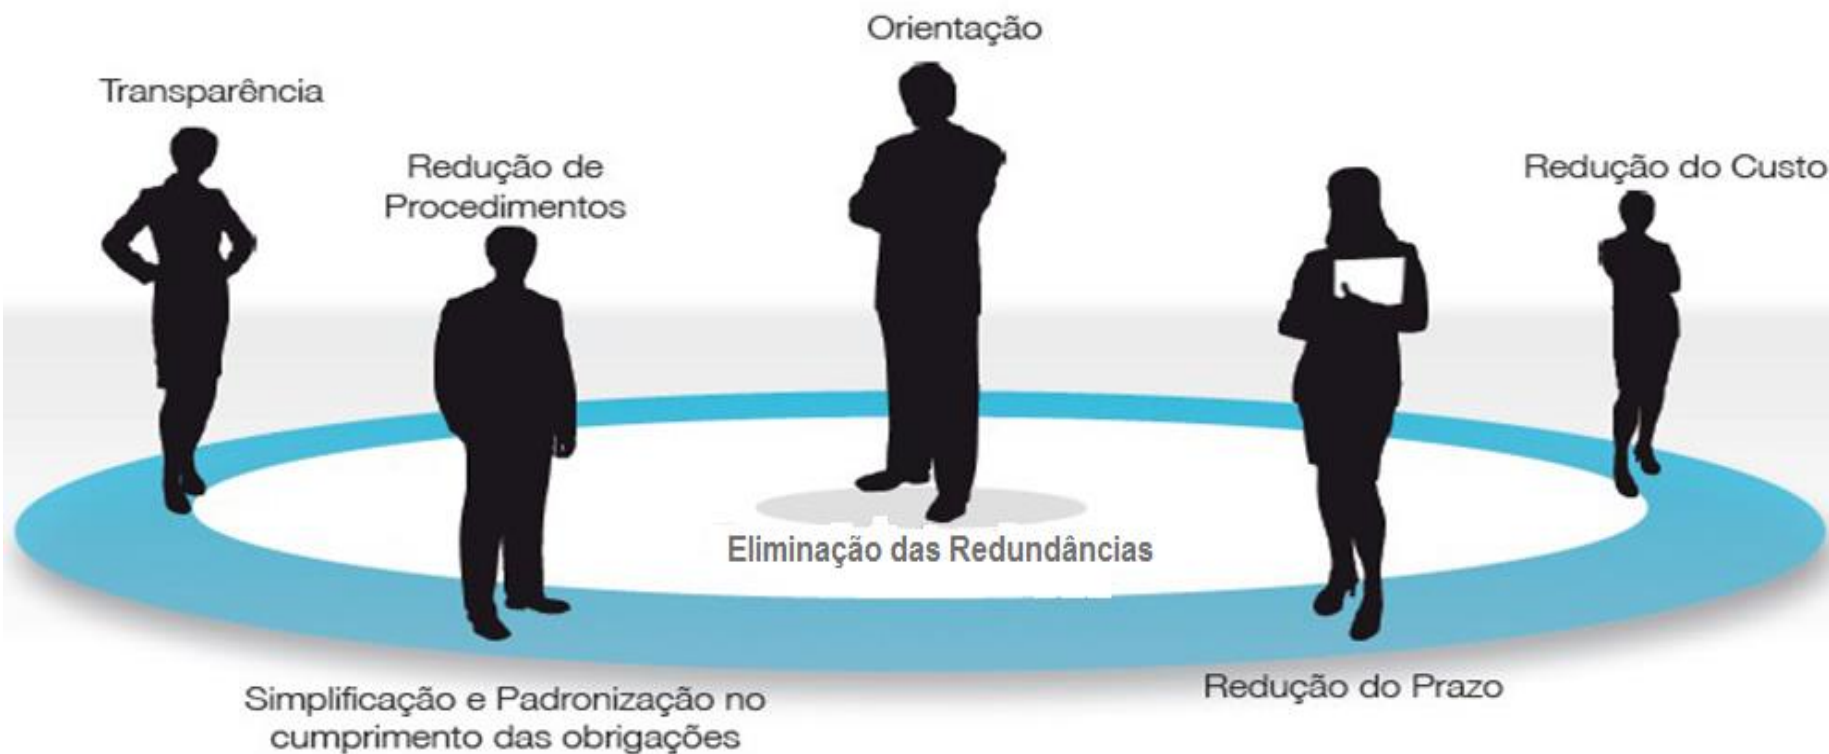 Orientação
Transparência
Redução de
Procedimentos
Redução do Custo
Eliminação das Redundâncias
Simplificação e Padronização no
cumprimento das obrigações
Redução do Prazo